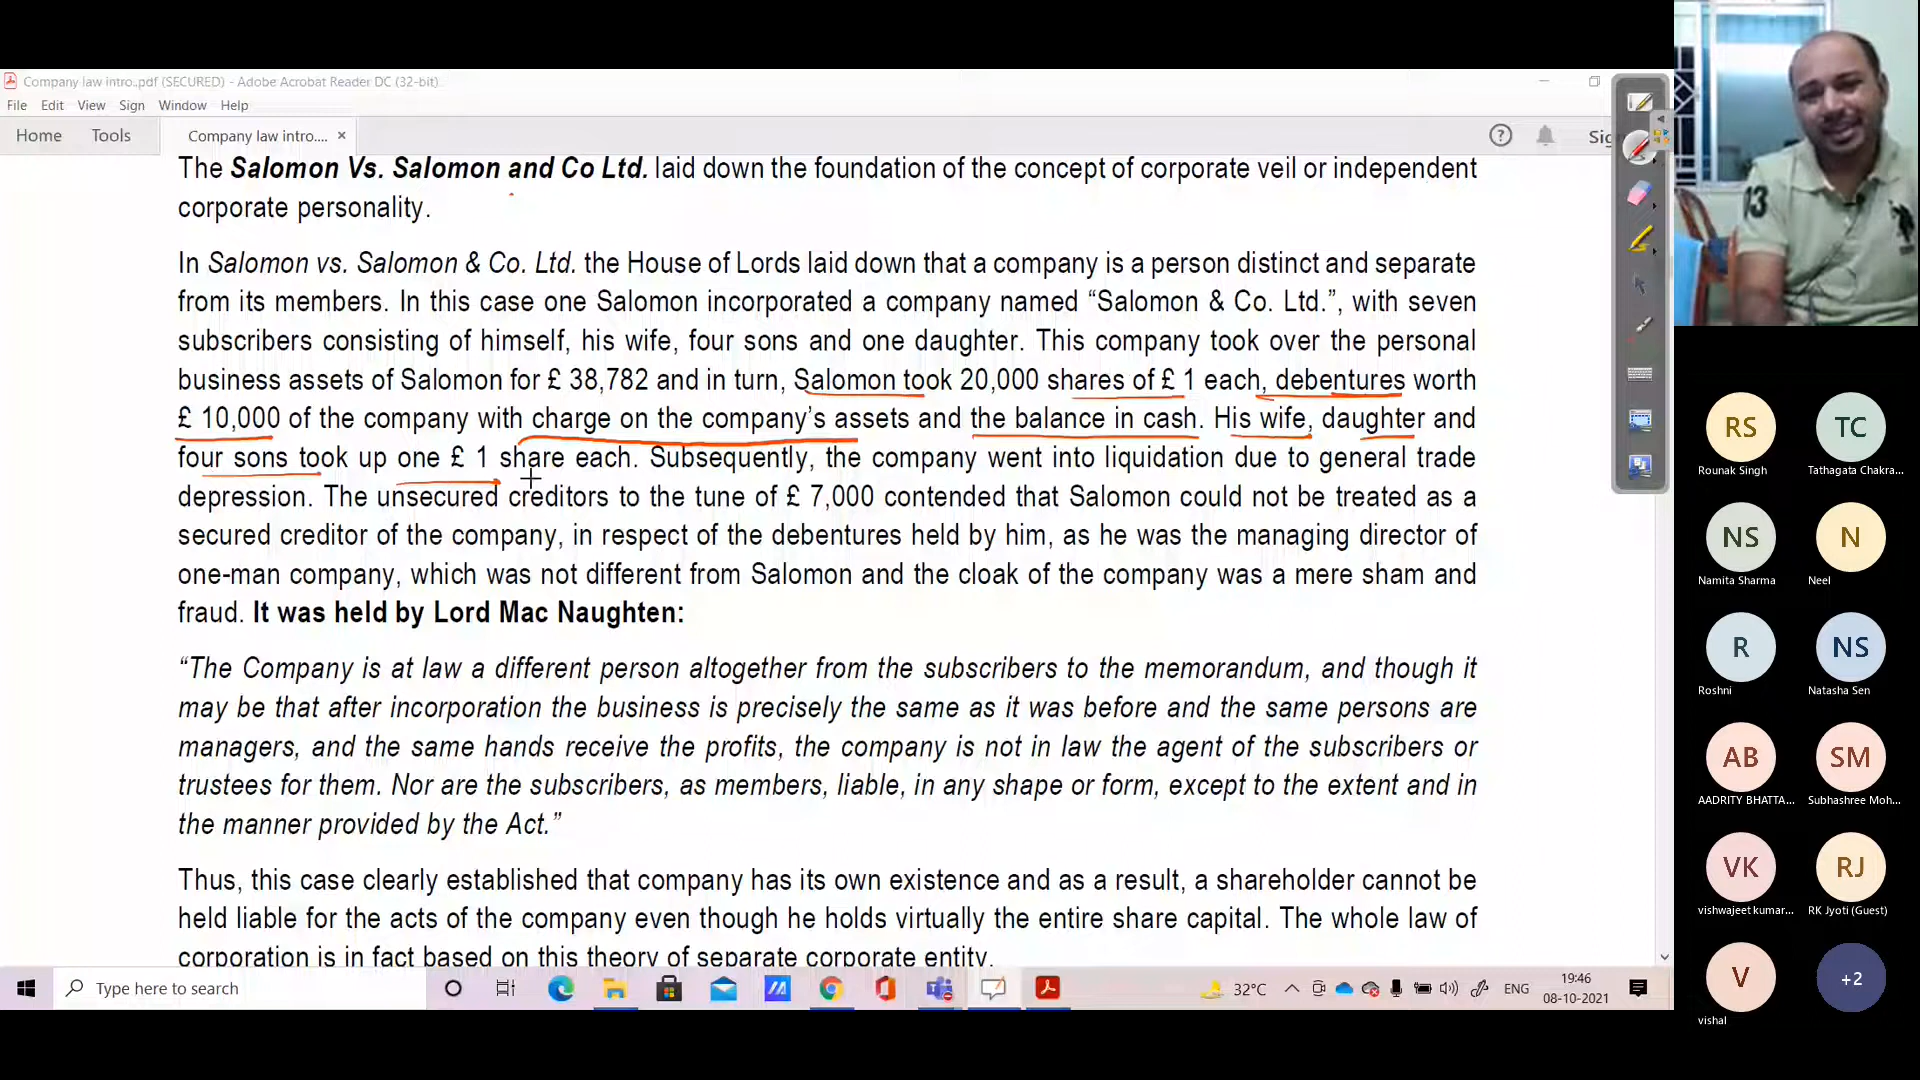 Company law intro..pdf (SECURED) - Adobe Acrobat Reader DC (32-bit)
File Edit View Sign Window Help
Home Tools Company law intro.... ×
The Salomon Vs. Salomon and Co Ltd. laid down the foundation of the concept of corporate veil or independent
corporate personality.
In Salomon vs. Salomon & Co. Ltd. the House of Lords laid down that a company is a person distinct and separate
from its members. In this case one Salomon incorporated a company named “Salomon & Co. Ltd.”, with seven
subscribers consisting of himself, his wife, four sons and one daughter. This company took over the personal
business assets of Salomon for £ 38,782 and in turn, Salomon took 20,000 shares of £ 1 each, debentures worth
£ 10,000 of the company with charge on the company’s assets and the balance in cash. His wife, daughter and
four sons took up one £ 1 share each. Subsequently, the company went into liquidation due to general trade
depression. The unsecured creditors to the tune of £ 7,000 contended that Salomon could not be treated as a
secured creditor of the company, in respect of the debentures held by him, as he was the managing director of
one-man company, which was not different from Salomon and the cloak of the company was a mere sham and
fraud. It was held by Lord Mac Naughten:
“The Company is at law a different person altogether from the subscribers to the memorandum, and though it
may be that after incorporation the business is precisely the same as it was before and the same persons are
managers, and the same hands receive the profits, the company is not in law the agent of the subscribers or
trustees for them. Nor are the subscribers, as members, liable, in any shape or form, except to the extent and in
the manner provided by the Act.”
Thus, this case clearly established that company has its own existence and as a result, a shareholder cannot be
held liable for the acts of the company even though he holds virtually the entire share capital. The whole law of
corporation is in fact based on this theory of separate corporate entity.
Type here to search
32°C
ENG
19:46
08-10-2021
13
RS TC
Rounak Singh Tathagata Chakra...
NS N
Namita Sharma Neel
R NS
Roshni Natasha Sen
AB SM
AADRITY BHATTA... Subhashree Moh...
VK RJ
vishwajeet kumar... RK Jyoti (Guest)
V +2
vishal